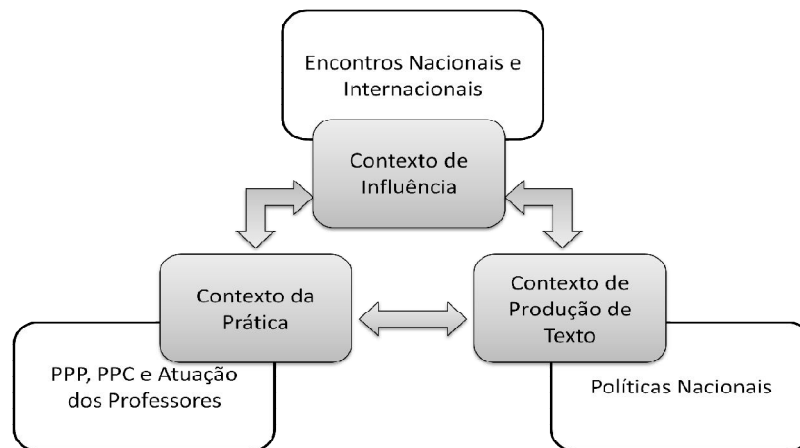 Encontros Nacionais e
Internacionais
Contexto de
Influência
Contexto da
Prática
Contexto de
Produção de
Texto
PPP, PPC e Atuação
dos Professores
Políticas Nacionais